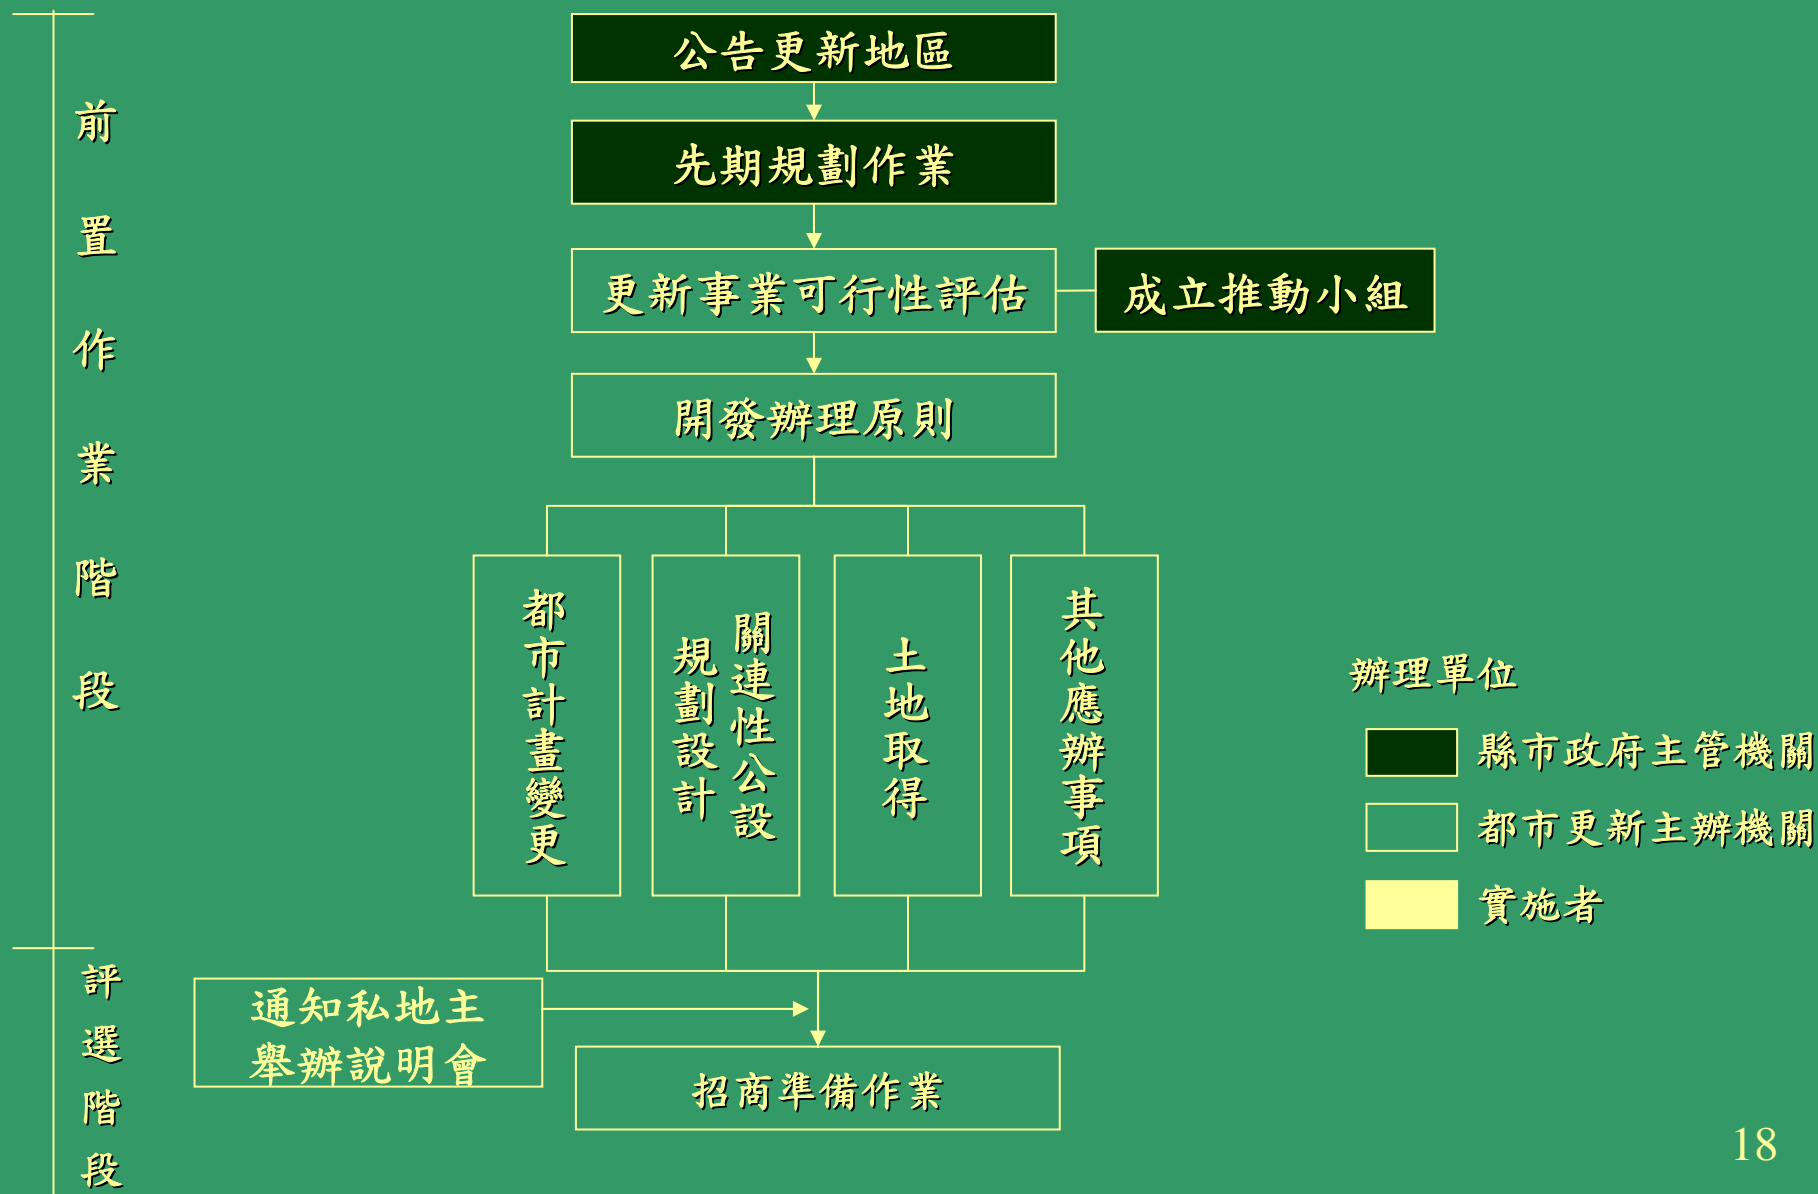 前置作業階段
公告更新地區
先期規劃作業
更新事業可行性評估
成立推動小組
開發辦理原則
都市計畫變更
關連性公設
規劃設計
土地取得
其他應辦事項
辦理單位
縣市政府主管機關
都市更新主辦機關
實施者
評選階段
通知私地主
舉辦說明會
招商準備作業
18